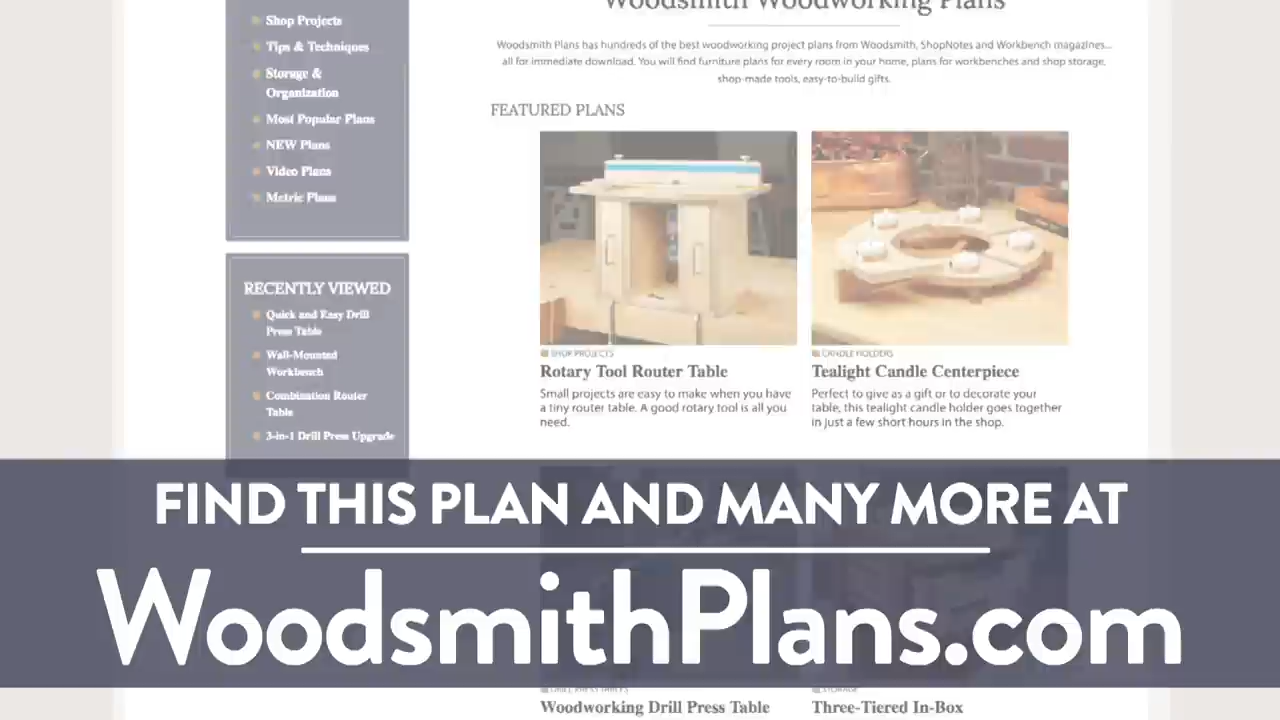 Shop Projects
Tips & Techniques
Storage &
Organization
Most Popular Plans
NEW Plans
Video Plans
Metric Plans
RECENTLY VIEWED
Quick and Easy Drill
Press Table
Wall-Mounted
Workbench
Combination Router
Table
3-in-1 Drill Press Upgrade
Woodsmith Woodworking Plans
Woodsmith Plans has hundreds of the best woodworking project plans from Woodsmith, ShopNotes and Workbench magazines...
all for immediate download. You will find furniture plans for every room in your home, plans for workbenches and shop storage,
shop-made tools, easy-to-build gifts.
FEATURED PLANS
SHOP PROJECTS
Rotary Tool Router Table
Small projects are easy to make when you have
a tiny router table. A good rotary tool is all you
need.
CANDLE HOLDERS
Tealight Candle Centerpiece
Perfect to give as a gift or to decorate your
table, this tealight candle holder goes together
in just a few short hours in the shop.
FIND THIS PLAN AND MANY MORE AT
WoodsmithPlans.com
DRILL PRESS TABLES
Woodworking Drill Press Table
STORAGE
Three-Tiered In-Box